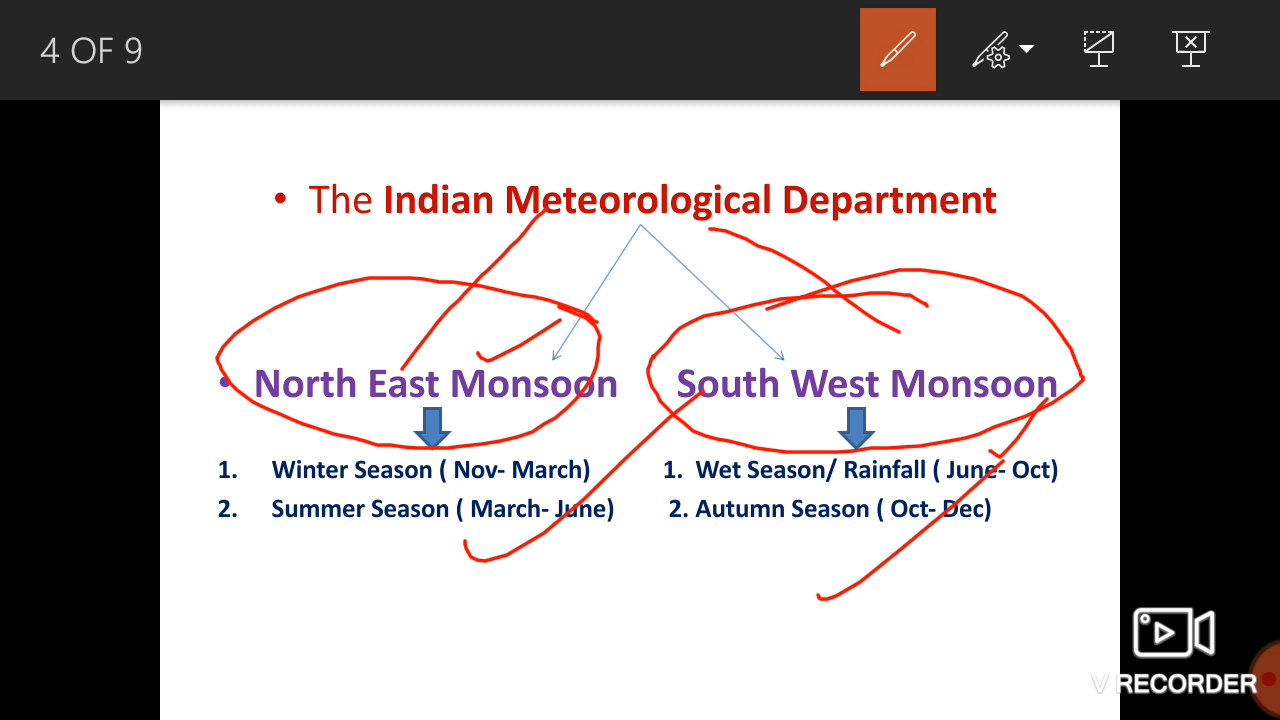 4 OF 9
• The Indian Meteorological Department
• North East Monsoon South West Monsoon
1. Winter Season ( Nov- March) 1. Wet Season/ Rainfall ( June- Oct)
2. Summer Season ( March- June) 2. Autumn Season ( Oct- Dec)
V RECORDER